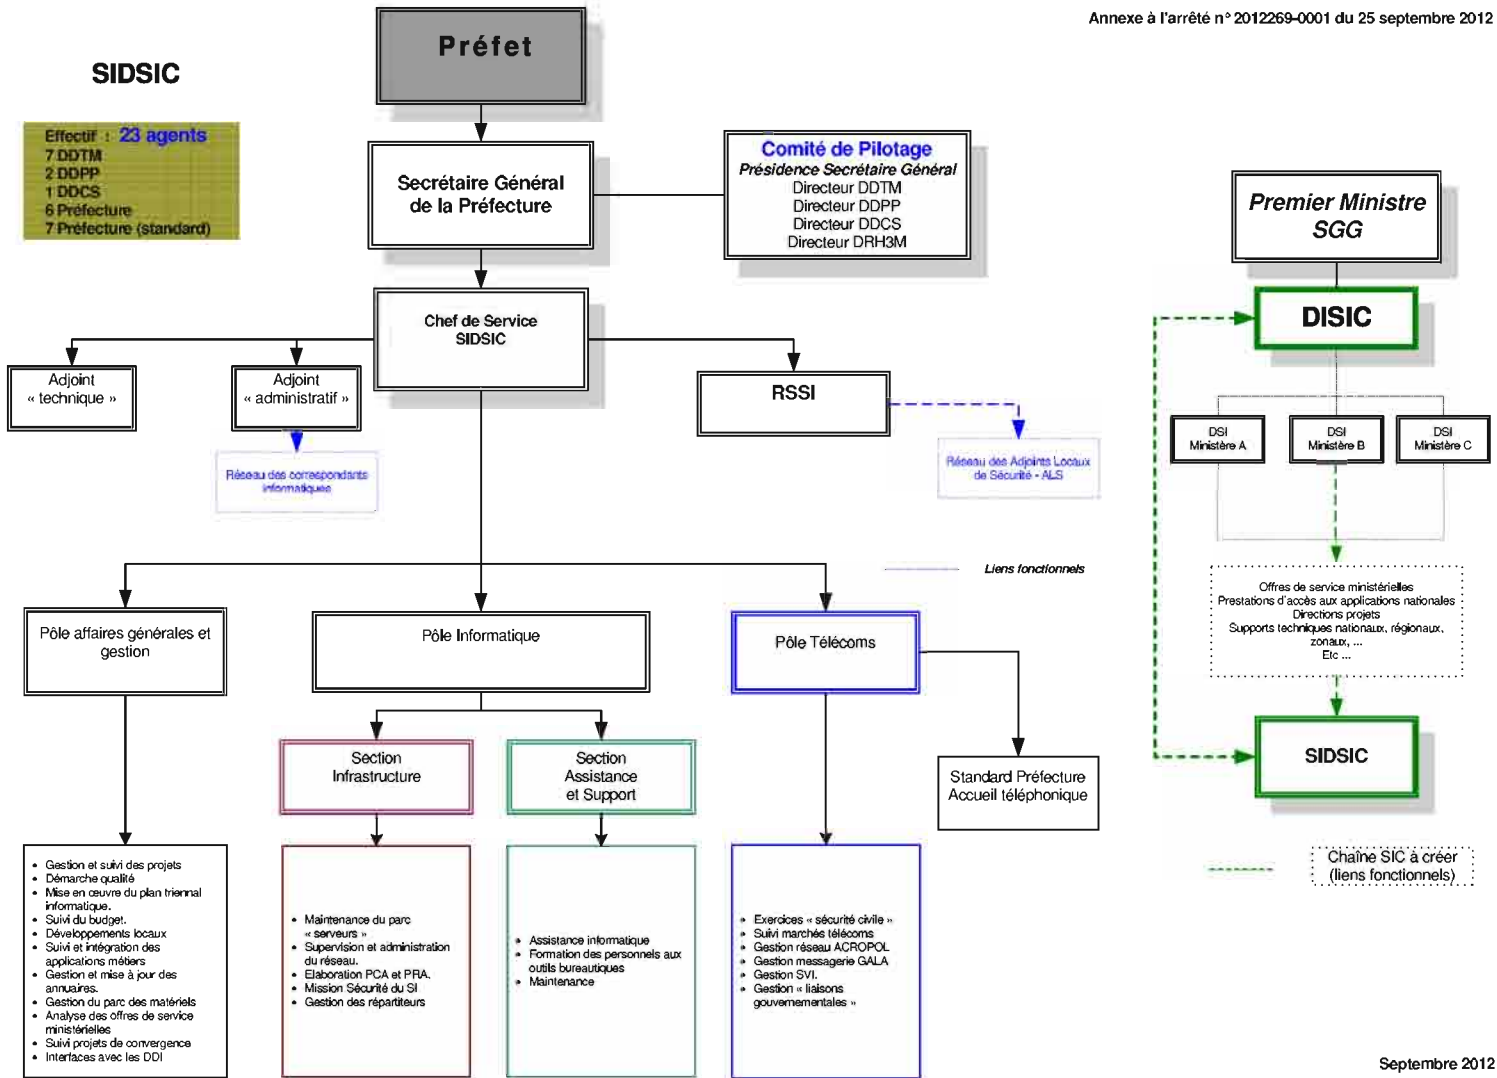 Annexe à l'arrêté n° 2012269-0001 du 25 septembre 2012
Préfet
SIDSIC
Effectif : 23 agents
7 DDTM
2 DDPP
1 DDCS
6 Préfecture
7 Préfecture (standard)
Secrétaire Général
de la Préfecture
Comité de Pilotage
Présidence Secrétaire Général
Directeur DDTM
Directeur DDPP
Directeur DDCS
Directeur DRH3M
Premier Ministre
SGG
DISIC
Chef de Service
SIDSIC
Adjoint
« technique »
Adjoint
« administratif »
RSSI
Réseau des correspondants
informatiques
Réseau des Adjoints Locaux
de Sécurité - ALS
DSI
Ministère A
DSI
Ministère B
DSI
Ministère C
Liens fonctionnels
Offres de service ministérielles
Prestations d'accès aux applications nationales
Directions projets
Supports techniques nationaux, régionaux,
zonaux, ...
Etc ...
Pôle affaires générales et
gestion
Pôle Informatique
Pôle Télécoms
Section
Infrastructure
Section
Assistance
et Support
Standard Préfecture
Accueil téléphonique
SIDSIC
Chaîne SIC à créer
(liens fonctionnels)
• Gestion et suivi des projets
• Démarche qualité
• Mise en œuvre du plan triennal
informatique.
• Suivi du budget.
• Développements locaux
• Suivi et intégration des
applications métiers
• Gestion et mise à jour des
annuaires.
• Gestion du parc des matériels
• Analyse des offres de service
ministérielles
• Suivi projets de convergence
• Interfaces avec les DDI
• Maintenance du parc
« serveurs »
• Supervision et administration
du réseau.
• Elaboration PCA et PRA.
• Mission Sécurité du SI
• Gestion des répartiteurs
• Assistance informatique
• Formation des personnels aux
outils bureautiques
• Maintenance
• Exercices « sécurité civile »
• Suivi marchés télécoms
• Gestion réseau ACROPOL
• Gestion messagerie GALA
• Gestion SVI.
• Gestion « liaisons
gouvernementales »
Septembre 2012